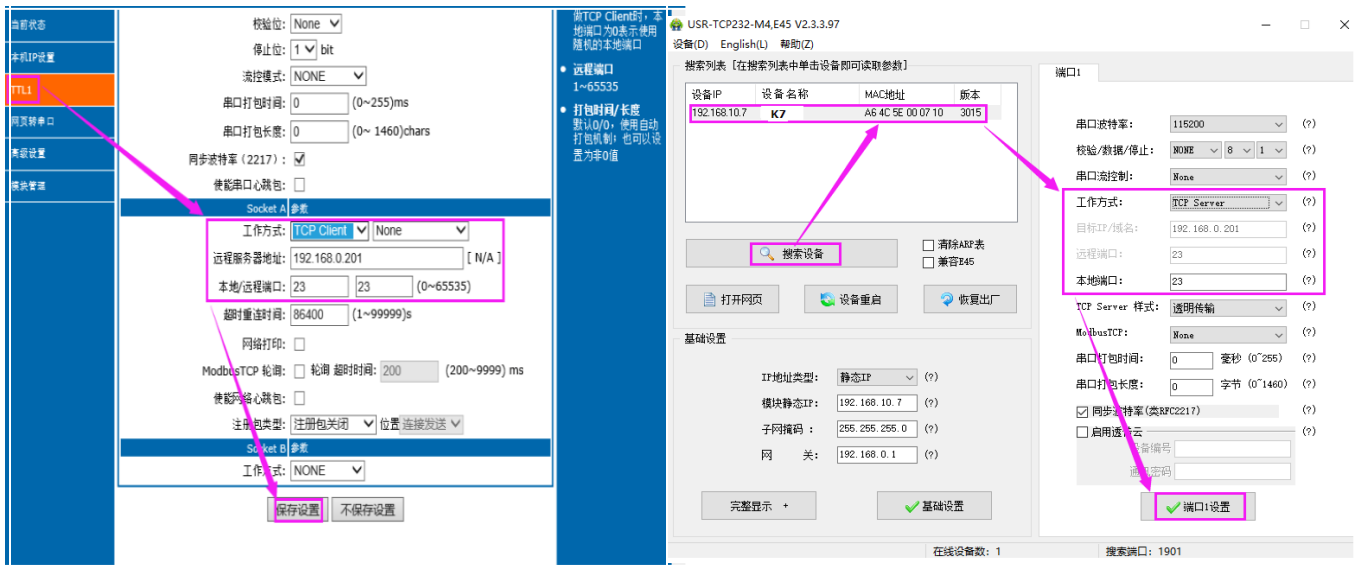 当前状态
本机IP设置
TTL1
网页转串口
高级设置
模块管理
校验位: None
停止位: 1 bit
流控模式: NONE
串口打包时间: 0 (0~255)ms
串口打包长度: 0 (0~ 1460)chars
同步波特率（2217）:
使能串口心跳包:
Socket A 参数
工作方式: TCP Client None
远程服务器地址: 192.168.0.201 [ N/A ]
本地/远程端口: 23 23 (0~65535)
超时重连时间: 86400 (1~99999)s
网络打印:
ModbusTCP 轮询: 轮询 超时时间: 200 (200~9999) ms
使能网络心跳包:
注册包类型: 注册包关闭 位置 连接发送
Socket B 参数
工作方式: NONE
保存设置 不保存设置
做TCP Client时，本
地端口为0表示使用
随机的本地端口
远程端口
1~65535
打包时间/长度
默认0/0，使用自动
打包机制；也可以设
置为非0值
USR-TCP232-M4,E45 V2.3.3.97
设备(D) English(L) 帮助(Z)
搜索列表 [在搜索列表中单击设备即可读取参数]
设备IP 设备名称 MAC地址 版本
192.168.10.7 K7 A6 4C 5E 00 07 10 3015
搜索设备
清除ARP表
兼容E45
打开网页 设备重启 恢复出厂
基础设置
IP地址类型: 静态IP (?)
模块静态IP: 192.168.10.7 (?)
子网掩码 : 255.255.255.0 (?)
网 关: 192.168.0.1 (?)
完整显示 + 基础设置
端口1
串口波特率: 115200 (?)
校验/数据/停止: NONE 8 1 (?)
串口流控制: None (?)
工作方式: TCP Server (?)
目标IP/域名: 192.168.0.201 (?)
远程端口: 23 (?)
本地端口: 23 (?)
TCP Server 样式: 透明传输 (?)
ModbusTCP: None (?)
串口打包时间: 0 毫秒 (0~255) (?)
串口打包长度: 0 字节 (0~1460) (?)
同步波特率(类RFC2217) (?)
启用透传云 (?)
设备编号
通讯密码
端口1设置
在线设备数: 1 搜索端口: 1901